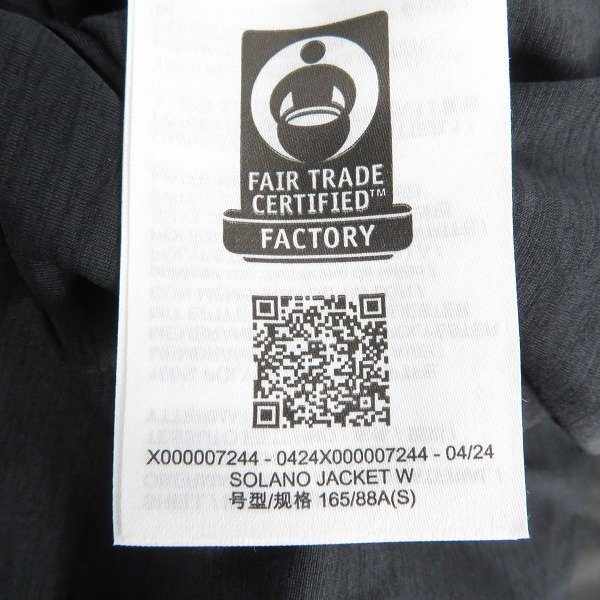 FAIR TRADE
CERTIFIED™
FACTORY
X000007244 - 0424X000007244 - 04/24
SOLANO JACKET W
号型/规格 165/88A(S)